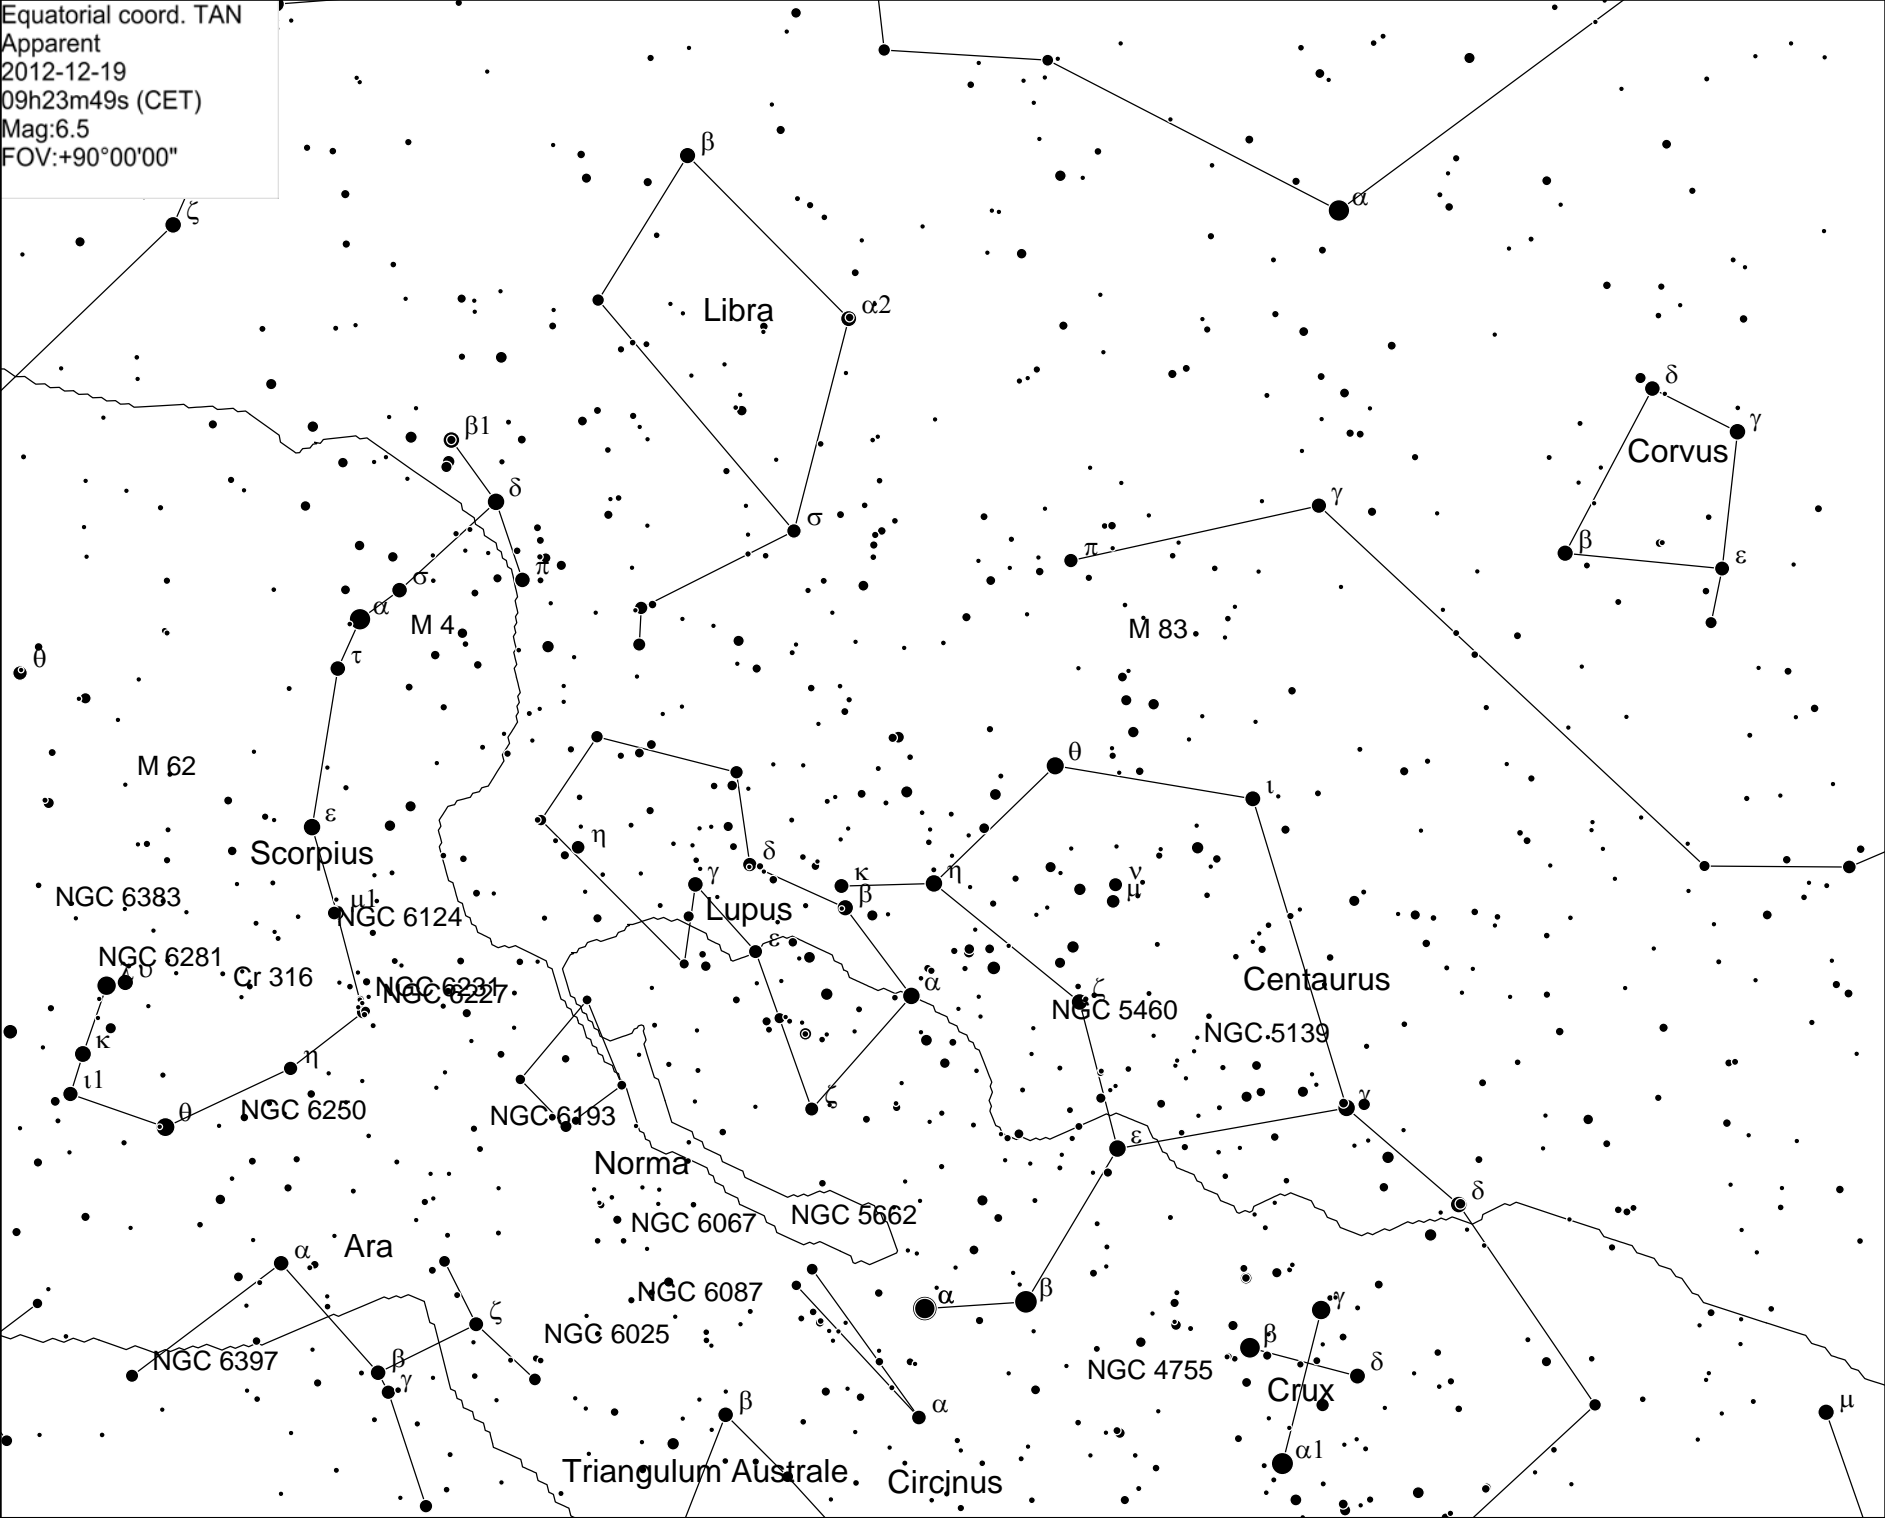 Equatorial coord. TAN
Apparent
2012-12-19
09h23m49s (CET)
Mag:6.5
FOV:+90°00'00"
β
α
ζ
Libra
α2
δ
γ
β1
Corvus
δ
γ
σ
β
ε
π
π
σ
α
M 4
M 83
τ
θ
θ
M 62
ι
ε
η
Scorpius
δ
γ
κ
η
ν
μ
β
NGC 6383
μ1
NGC 6124
Lupus
ε
NGC 6281
υ
Cr 316
NGC 6231
NGC 6227
α
ζ
Centaurus
NGC 5460
NGC 5139
κ
η
ι1
ζ
γ
θ
NGC 6250
NGC 6193
ε
Norma
δ
NGC 6067
NGC 5662
α
Ara
NGC 6087
α
β
γ
ζ
NGC 6025
β
NGC 6397
β
NGC 4755
δ
γ
Crux
β
α
μ
α1
Triangulum Australe
Circinus